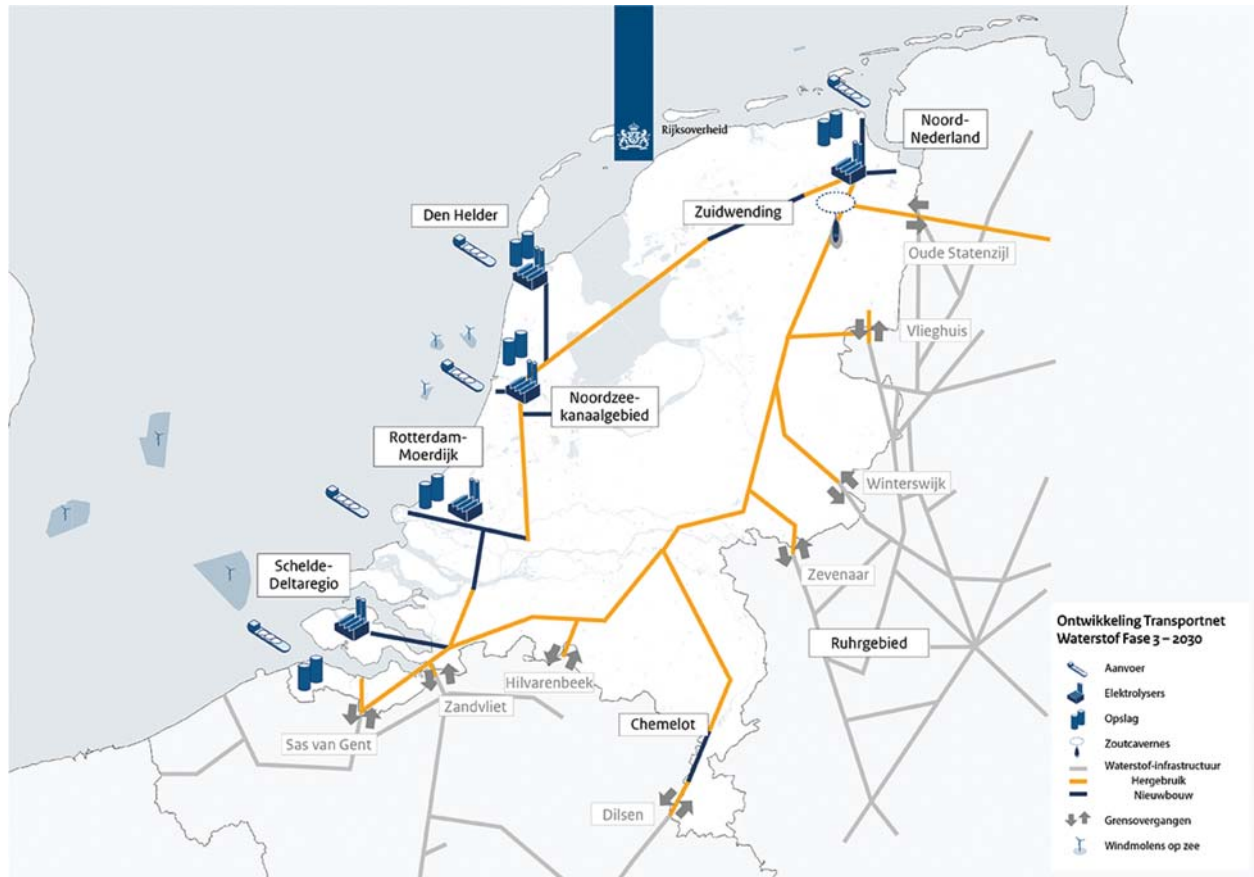 Rijksoverheid
Noord-
Nederland
Den Helder
Zuidwending
Oude Statenzijl
Vlieghuis
Noordzee-
kanaalgebied
Rotterdam-
Moerdijk
Winterswijk
Schelde-
Deltaregio
Zevenaar
Ruhrgebied
Hilvarenbeek
Zandvliet
Sas van Gent
Chemelot
Dilsen
Ontwikkeling Transportnet
Waterstof Fase 3 – 2030
Aanvoer
Elektrolysers
Opslag
Zoutcavernes
Waterstof-infrastructuur
Hergebruik
Nieuwbouw
Grensovergangen
Windmolens op zee